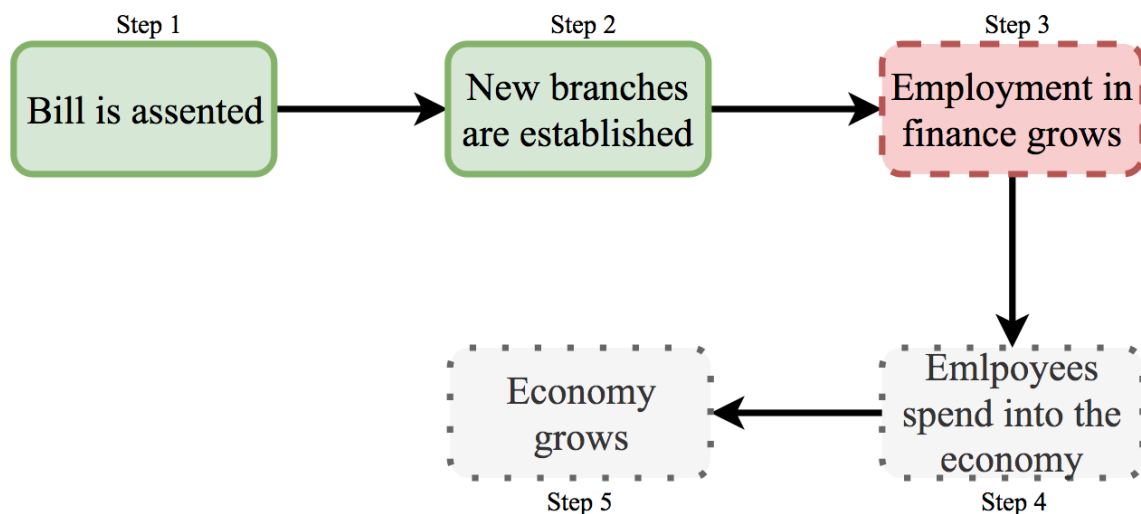 Step 1
Bill is assented
Step 2
New branches
are established
Step 3
Employment in
finance grows
Emlpoyees
spend into the
economy
Step 4
Economy
grows
Step 5